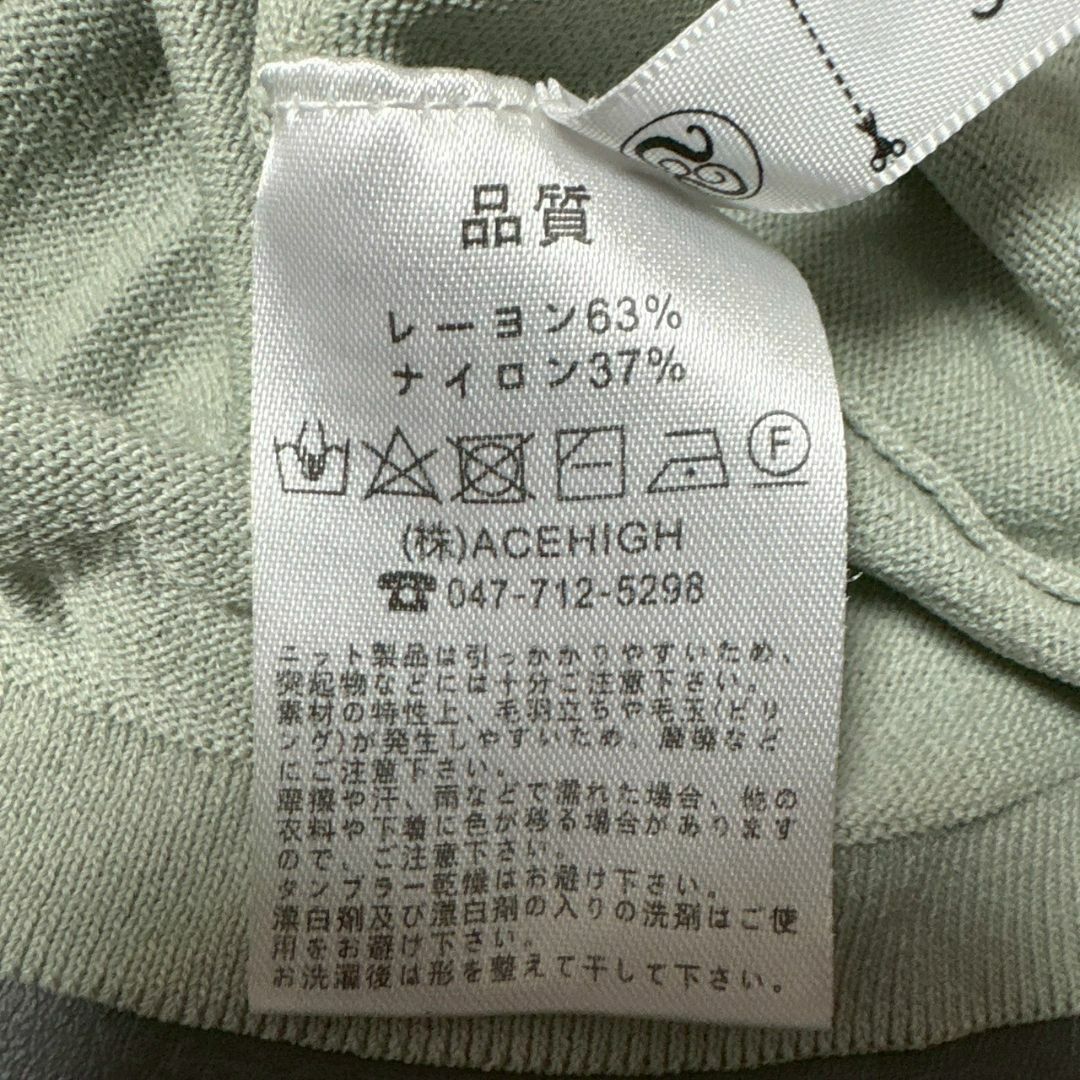 品質
レーヨン63%
ナイロン37%
F
(株)ACEHIGH
☎047-712-5298
ニット製品は引っかかりやすいため、
突起物などには十分ご注意下さい。
素材の特性上、毛羽立ちや毛玉(ピリ
ング)が発生しやすいため、摩擦など
にご注意下さい。
摩擦や汗、雨などで濡れた場合、他の
衣料や下着に色が移る場合があります
ので、ご注意下さい。
タンブラー乾燥はお避け下さい。
漂白剤及び漂白剤の入りの洗剤はご使
用をお避け下さい。
お洗濯後は形を整えて干して下さい。